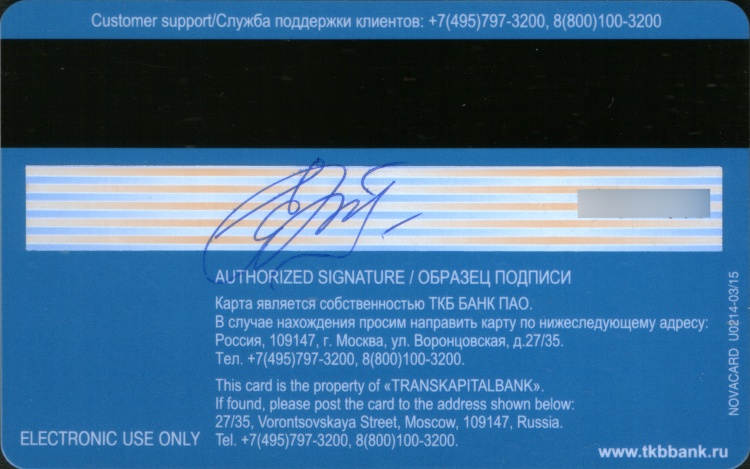 Customer support/Служба поддержки клиентов: +7(495)797-3200, 8(800)100-3200
AUTHORIZED SIGNATURE / ОБРАЗЕЦ ПОДПИСИ
Карта является собственностью ТКБ БАНК ПАО.
В случае нахождения просим направить карту по нижеследующему адресу:
Россия, 109147, г. Москва, ул. Воронцовская, д.27/35.
Тел. +7(495)797-3200, 8(800)100-3200.
This card is the property of «TRANSKAPITALBANK».
If found, please post the card to the address shown below:
27/35, Vorontsovskaya Street, Moscow, 109147, Russia.
Tel. +7(495)797-3200, 8(800)100-3200.
ELECTRONIC USE ONLY
www.tkbbank.ru
NOVACARD U0214-03/15